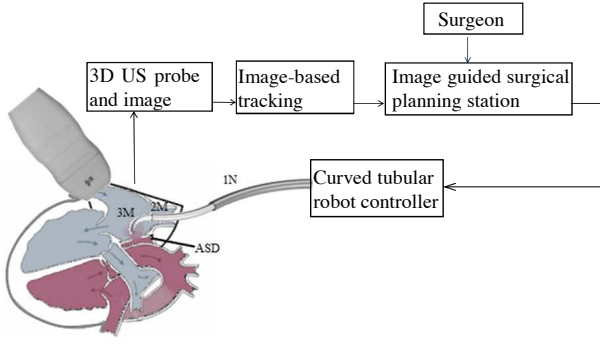 Surgeon
3D US probe
and image
Image-based
tracking
Image guided surgical
planning station
1N
Curved tubular
robot controller
3M
2M
ASD